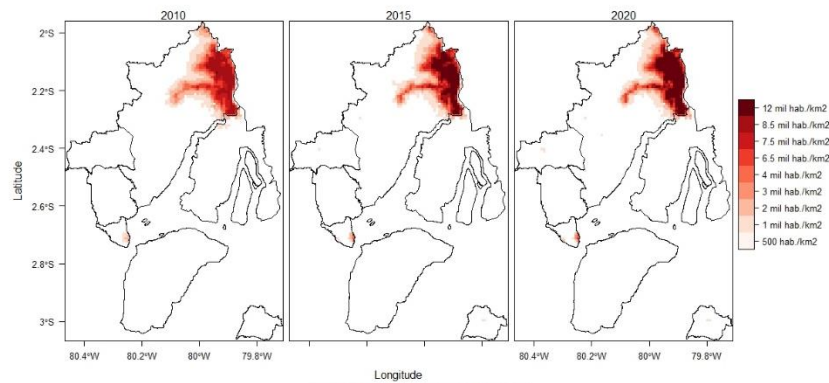 2010
2015
2020
2°S
2.2°S
2.4°S
2.6°S
2.8°S
3°S
Latitude
80.4°W
80.2°W
80°W
79.8°W
80.4°W
80.2°W
80°W
79.8°W
Longitude
12 mil hab./km2
8.5 mil hab./km2
7.5 mil hab./km2
6.5 mil hab./km2
4 mil hab./km2
3 mil hab./km2
2 mil hab./km2
1 mil hab./km2
500 hab./km2